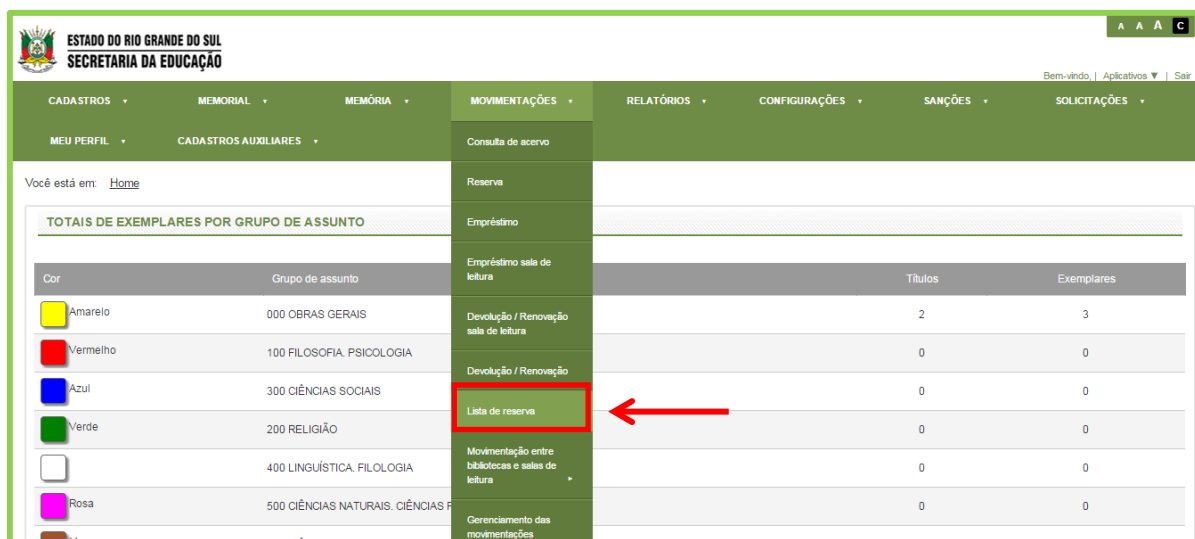 A A A C
ESTADO DO RIO GRANDE DO SUL
SECRETARIA DA EDUCAÇÃO
Bem-vindo, | Aplicativos ▼ | Sair
CADASTROS ▾ MEMORIAL ▾ MEMÓRIA ▾ MOVIMENTAÇÕES ▾ RELATÓRIOS ▾ CONFIGURAÇÕES ▾ SANÇÕES ▾ SOLICITAÇÕES ▾
MEU PERFIL ▾ CADASTROS AUXILIARES ▾
Consulta de acervo
Reserva
Empréstimo
Empréstimo sala de
leitura
Devolução / Renovação
sala de leitura
Devolução / Renovação
Lista de reserva
Movimentação entre
bibliotecas e salas de
leitura ▸
Gerenciamento das
movimentações
Você está em: Home
TOTAIS DE EXEMPLARES POR GRUPO DE ASSUNTO
Cor Grupo de assunto Títulos Exemplares
Amarelo 000 OBRAS GERAIS 2 3
Vermelho 100 FILOSOFIA. PSICOLOGIA 0 0
Azul 300 CIÊNCIAS SOCIAIS 0 0
Verde 200 RELIGIÃO 0 0
400 LINGUÍSTICA. FILOLOGIA 0 0
Rosa 500 CIÊNCIAS NATURAIS. CIÊNCIAS 0 0